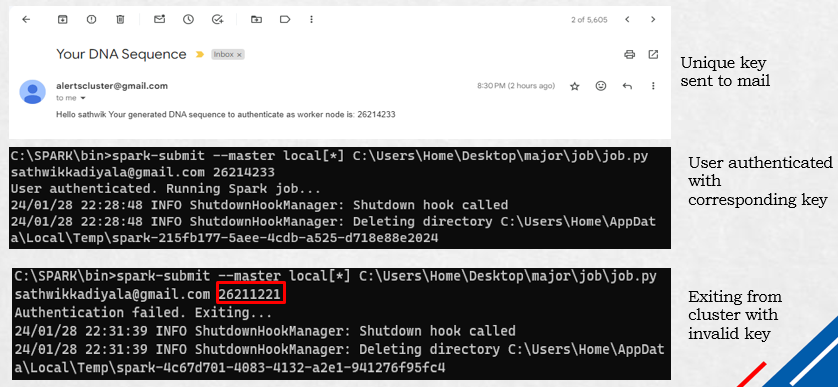 2 of 5,605
Your DNA Sequence
Inbox ×
alertscluster@gmail.com
8:30 PM (2 hours ago)
to me
Hello sathwik Your generated DNA sequence to authenticate as worker node is: 26214233
Unique key
sent to mail
C:\SPARK\bin>spark-submit --master local[*] C:\Users\Home\Desktop\major\job\job.py
sathwikkadiyala@gmail.com 26214233
User authenticated. Running Spark job...
24/01/28 22:28:48 INFO ShutdownHookManager: Shutdown hook called
24/01/28 22:28:48 INFO ShutdownHookManager: Deleting directory C:\Users\Home\AppDat
a\Local\Temp\spark-215fb177-5aee-4cdb-a525-d718e88e2024
User authenticated
with
corresponding key
C:\SPARK\bin>spark-submit --master local[*] C:\Users\Home\Desktop\major\job\job.py
sathwikkadiyala@gmail.com 26211221
Authentication failed. Exiting...
24/01/28 22:31:39 INFO ShutdownHookManager: Shutdown hook called
24/01/28 22:31:39 INFO ShutdownHookManager: Deleting directory C:\Users\Home\AppDat
a\Local\Temp\spark-4c67d701-4083-4132-a2e1-941276f95fc4
Exiting from
cluster with
invalid key